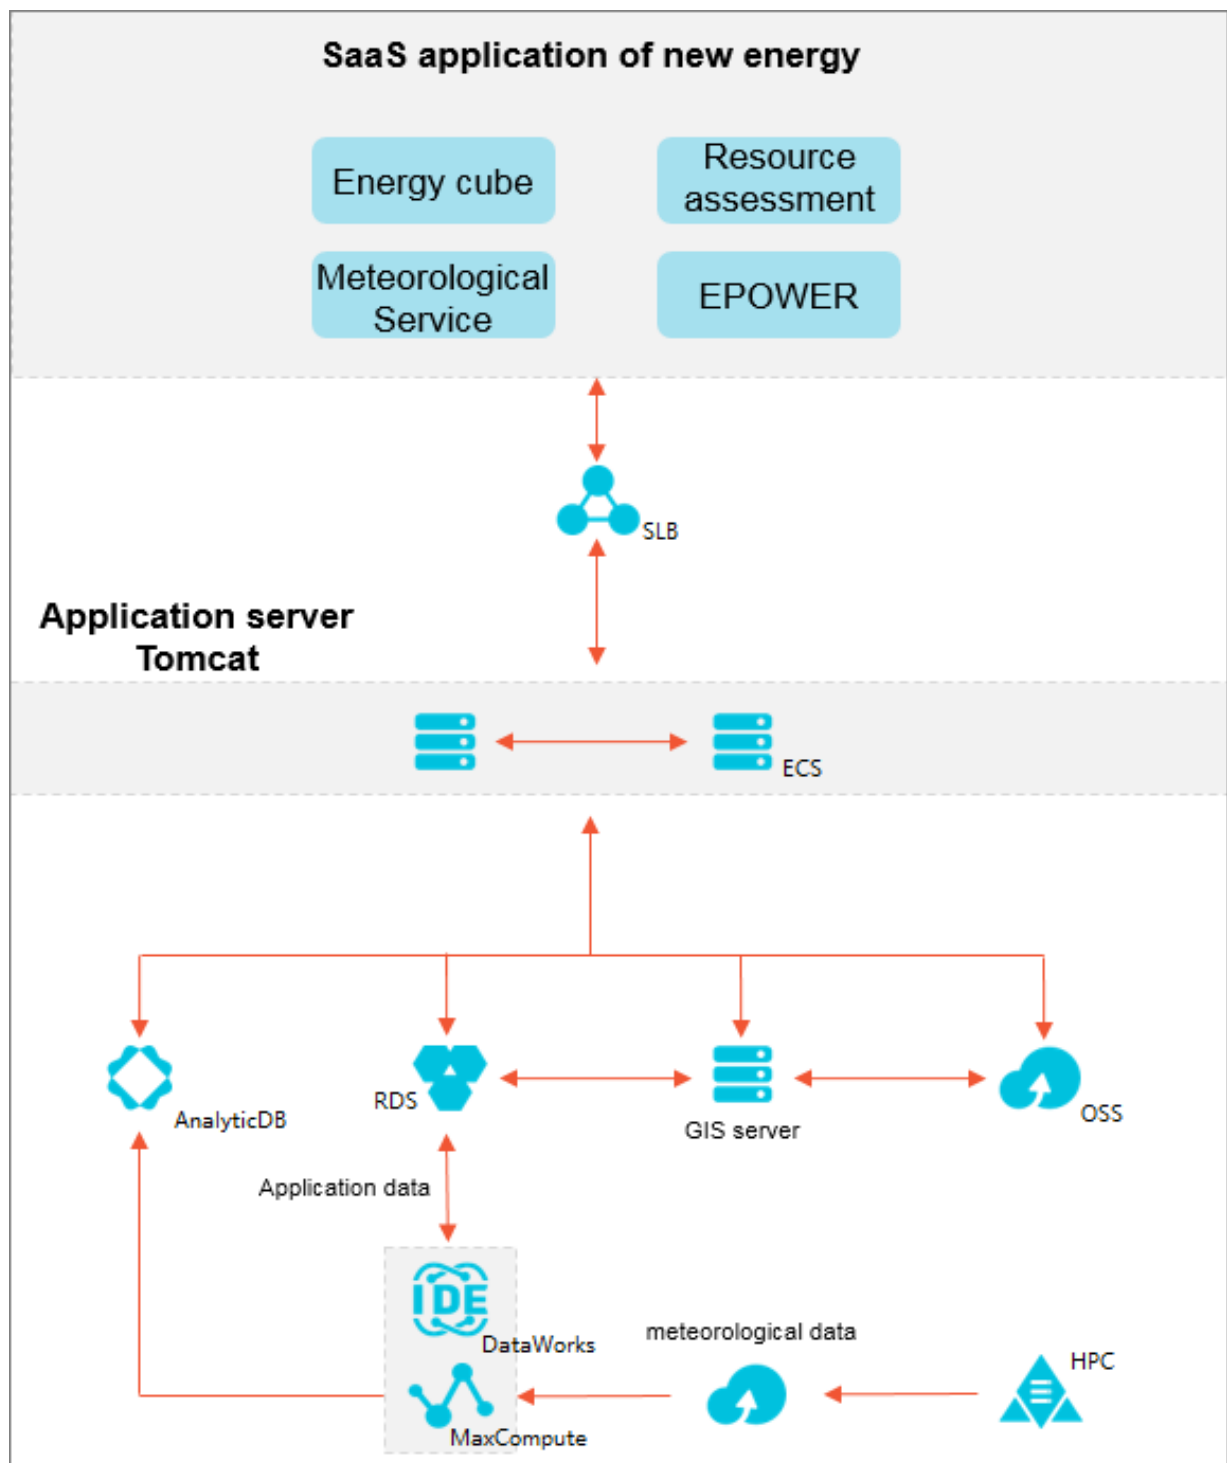 SaaS application of new energy
Energy cube
Resource
assessment
Meteorological
Service
EPOWER
SLB
Application server
Tomcat
ECS
AnalyticDB
RDS
GIS server
OSS
Application data
IDE
DataWorks
meteorological data
HPC
MaxCompute